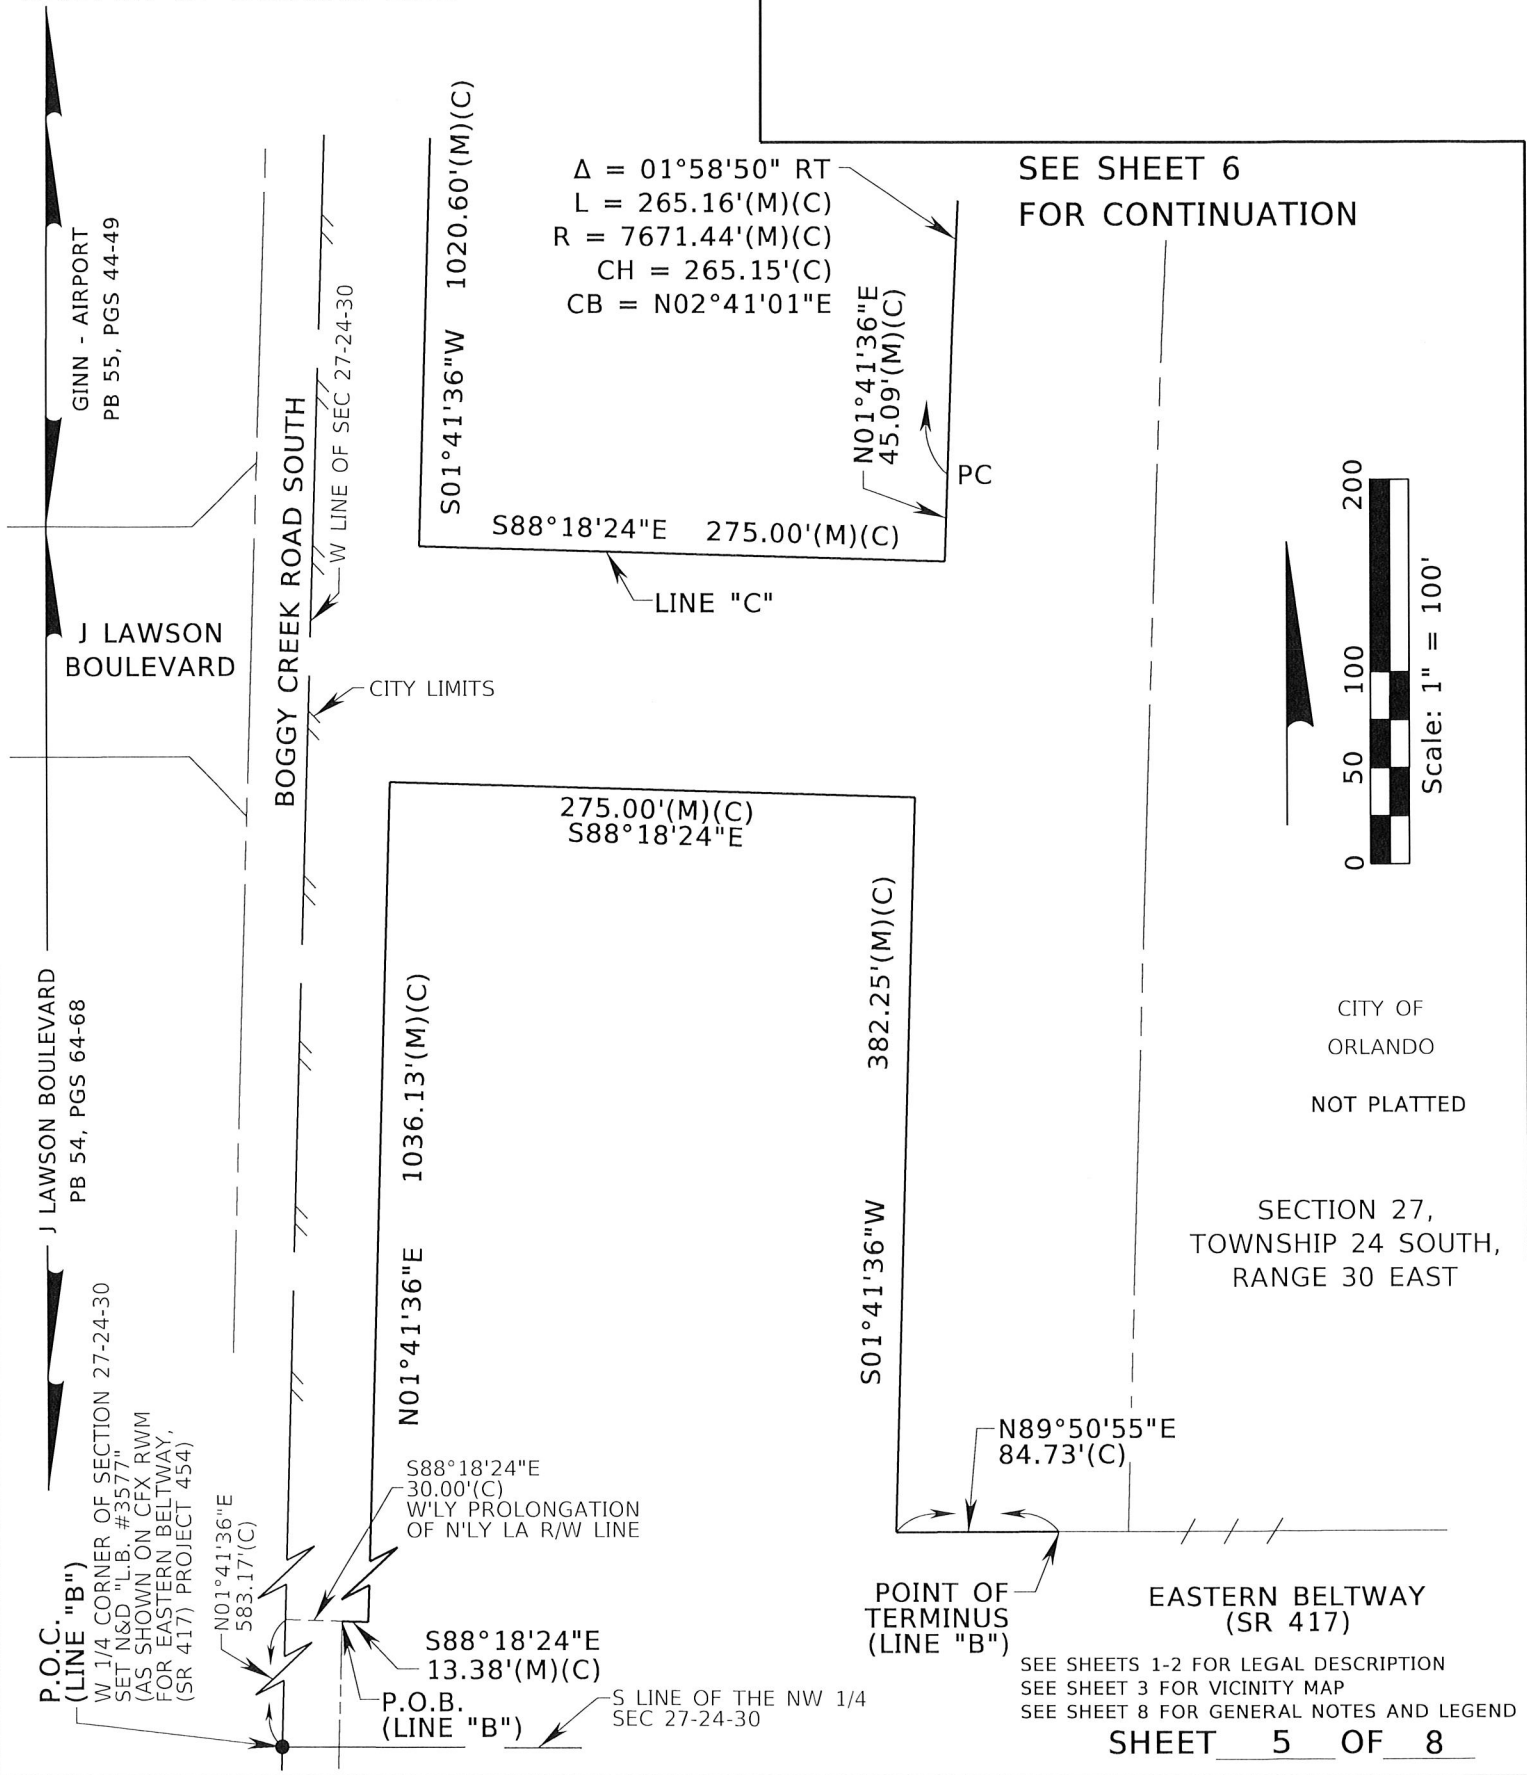 1020.60'(M)(C)
S01°41'36"W
Δ = 01°58'50" RT
L = 265.16'(M)(C)
R = 7671.44'(M)(C)
CH = 265.15'(C)
CB = N02°41'01"E
SEE SHEET 6
FOR CONTINUATION
GINN - AIRPORT
PB 55, PGS 44-49
W LINE OF SEC 27-24-30
BOGGY CREEK ROAD SOUTH
N01°41'36"E
45.09'(M)(C)
PC
S88°18'24"E 275.00'(M)(C)
LINE "C"
J LAWSON
BOULEVARD
CITY LIMITS
0 50 100 200
Scale: 1" = 100'
275.00'(M)(C)
S88°18'24"E
382.25'(M)(C)
S01°41'36"W
1036.13'(M)(C)
N01°41'36"E
J LAWSON BOULEVARD
PB 54, PGS 64-68
CITY OF
ORLANDO
NOT PLATTED
SECTION 27,
TOWNSHIP 24 SOUTH,
RANGE 30 EAST
N89°50'55"E
84.73'(C)
S88°18'24"E
30.00'(C)
W'LY PROLONGATION
OF N'LY LA R/W LINE
P.O.C.
(LINE "B")
W 1/4 CORNER OF SECTION 27-24-30
SET N&D "L.B. #3577"
(AS SHOWN ON CFX RWM
FOR EASTERN BELTWAY,
(SR 417) PROJECT 454)
N01°41'36"E
583.17'(C)
S88°18'24"E
13.38'(M)(C)
P.O.B.
(LINE "B")
S LINE OF THE NW 1/4
SEC 27-24-30
POINT OF
TERMINUS
(LINE "B")
EASTERN BELTWAY
(SR 417)
SEE SHEETS 1-2 FOR LEGAL DESCRIPTION
SEE SHEET 3 FOR VICINITY MAP
SEE SHEET 8 FOR GENERAL NOTES AND LEGEND
SHEET 5 OF 8